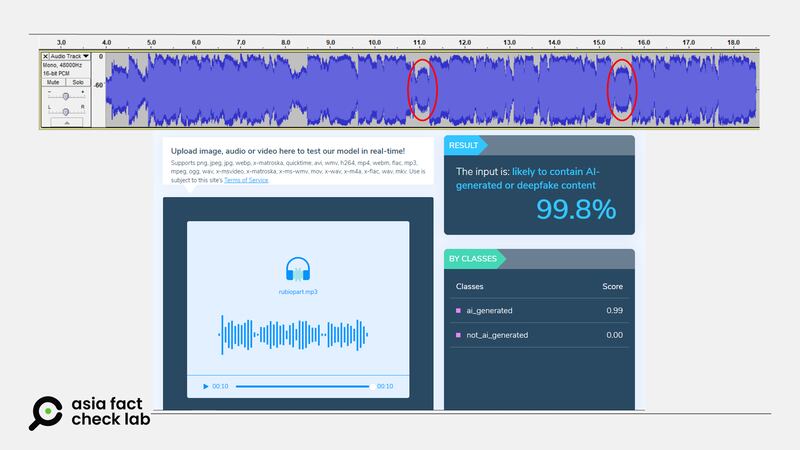 3.0 4.0 5.0 6.0 7.0 8.0 9.0 10.0 11.0 12.0 13.0 14.0 15.0 16.0 17.0 18.0
Audio Track
Mono, 48000Hz
16-bit PCM
Mute Solo
- +
L R
0
-60
Upload image, audio or video here to test our model in real-time!
Supports png, jpeg, jpg, webp, x-matroska, quicktime, avi, wmv, h264, mp4, webm, flac, mp3,
mpeg, ogg, wav, x-msvideo, x-matroska, x-ms-wmv, mov, x-wav, x-m4a, x-flac, wav, mkv. Use is
subject to this site's Terms of Service.
rubiopart.mp3
00:10 00:10
RESULT
The input is: likely to contain AI-
generated or deepfake content
99.8%
BY CLASSES
Classes Score
ai_generated 0.99
not_ai_generated 0.00
asia fact
check lab